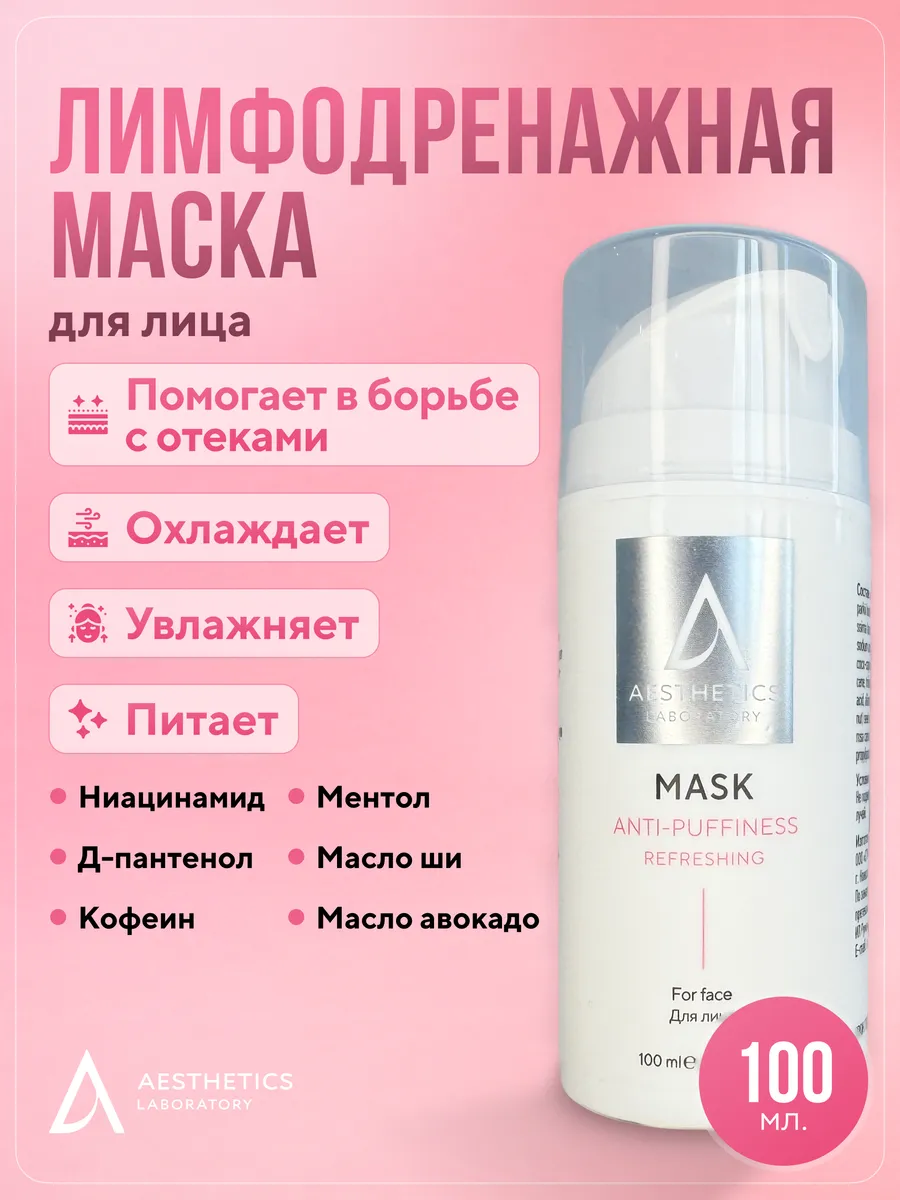 ЛИМФОДРЕНАЖНАЯ
МАСКА
для лица
Помогает в борьбе
с отеками
Охлаждает
Увлажняет
Питает
Ниацинамид
Ментол
Д-пантенол
Масло ши
Кофеин
Масло авокадо
AESTHETICS
LABORATORY
AESTHETICS
LABORATORY
MASK
ANTI-PUFFINESS
REFRESHING
For face
Для
100 ml e
100
МЛ.